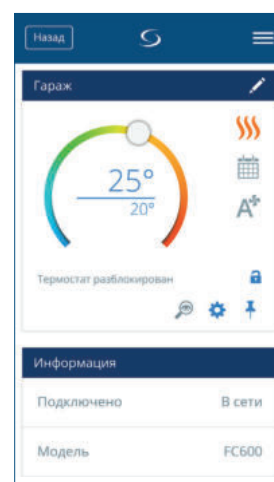 Назад
Гараж
25°
20°
Термостат разблокирован
Информация
Подключено В сети
Модель FC600